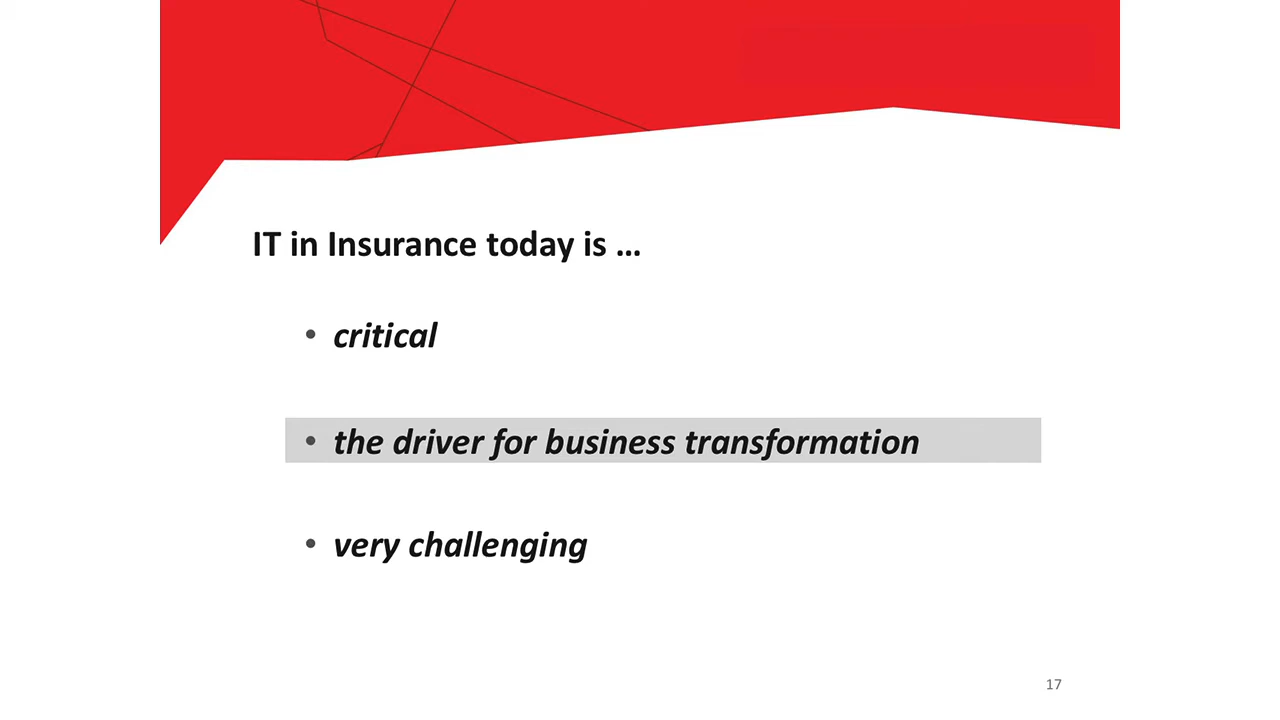 IT in Insurance today is …
• critical
• the driver for business transformation
• very challenging
17